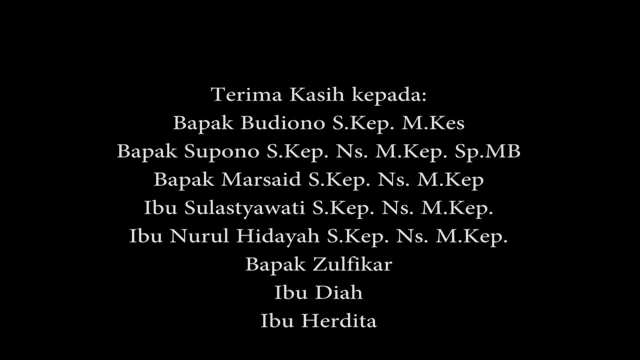 Terima Kasih kepada:
Bapak Budiono S.Kep. M.Kes
Bapak Supono S.Kep. Ns. M.Kep. Sp.MB
Bapak Marsaid S.Kep. Ns. M.Kep
Ibu Sulastyawati S.Kep. Ns. M.Kep.
Ibu Nurul Hidayah S.Kep. Ns. M.Kep.
Bapak Zulfikar
Ibu Diah
Ibu Herdita